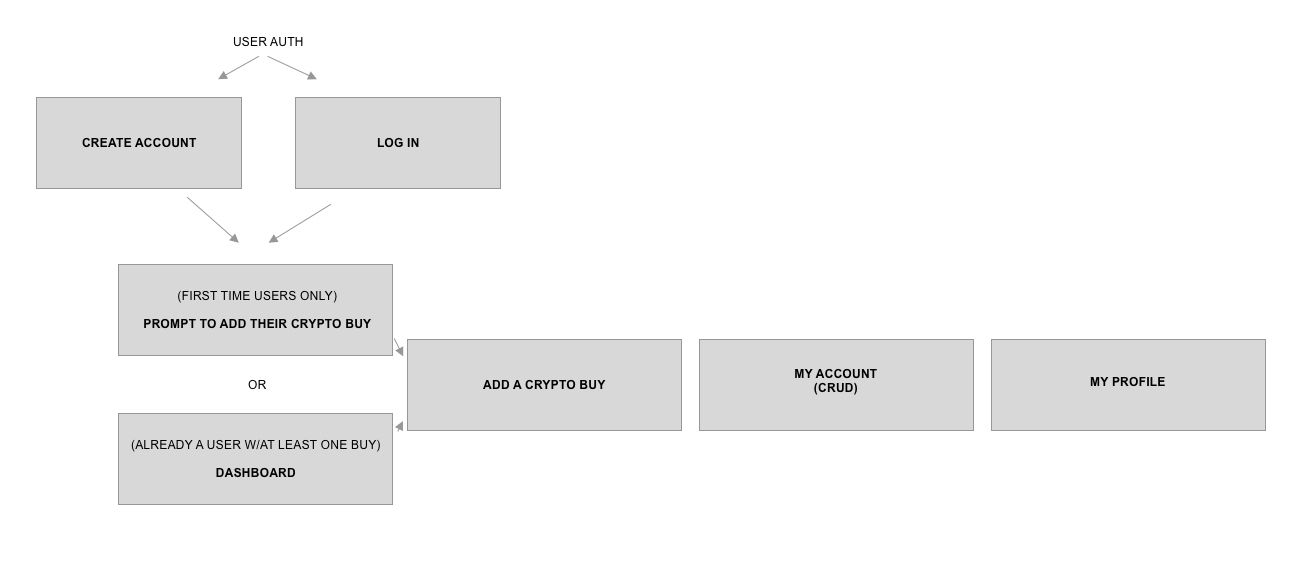 USER AUTH
CREATE ACCOUNT
LOG IN
(FIRST TIME USERS ONLY)
PROMPT TO ADD THEIR CRYPTO BUY
OR
(ALREADY A USER W/AT LEAST ONE BUY)
DASHBOARD
ADD A CRYPTO BUY
MY ACCOUNT
(CRUD)
MY PROFILE